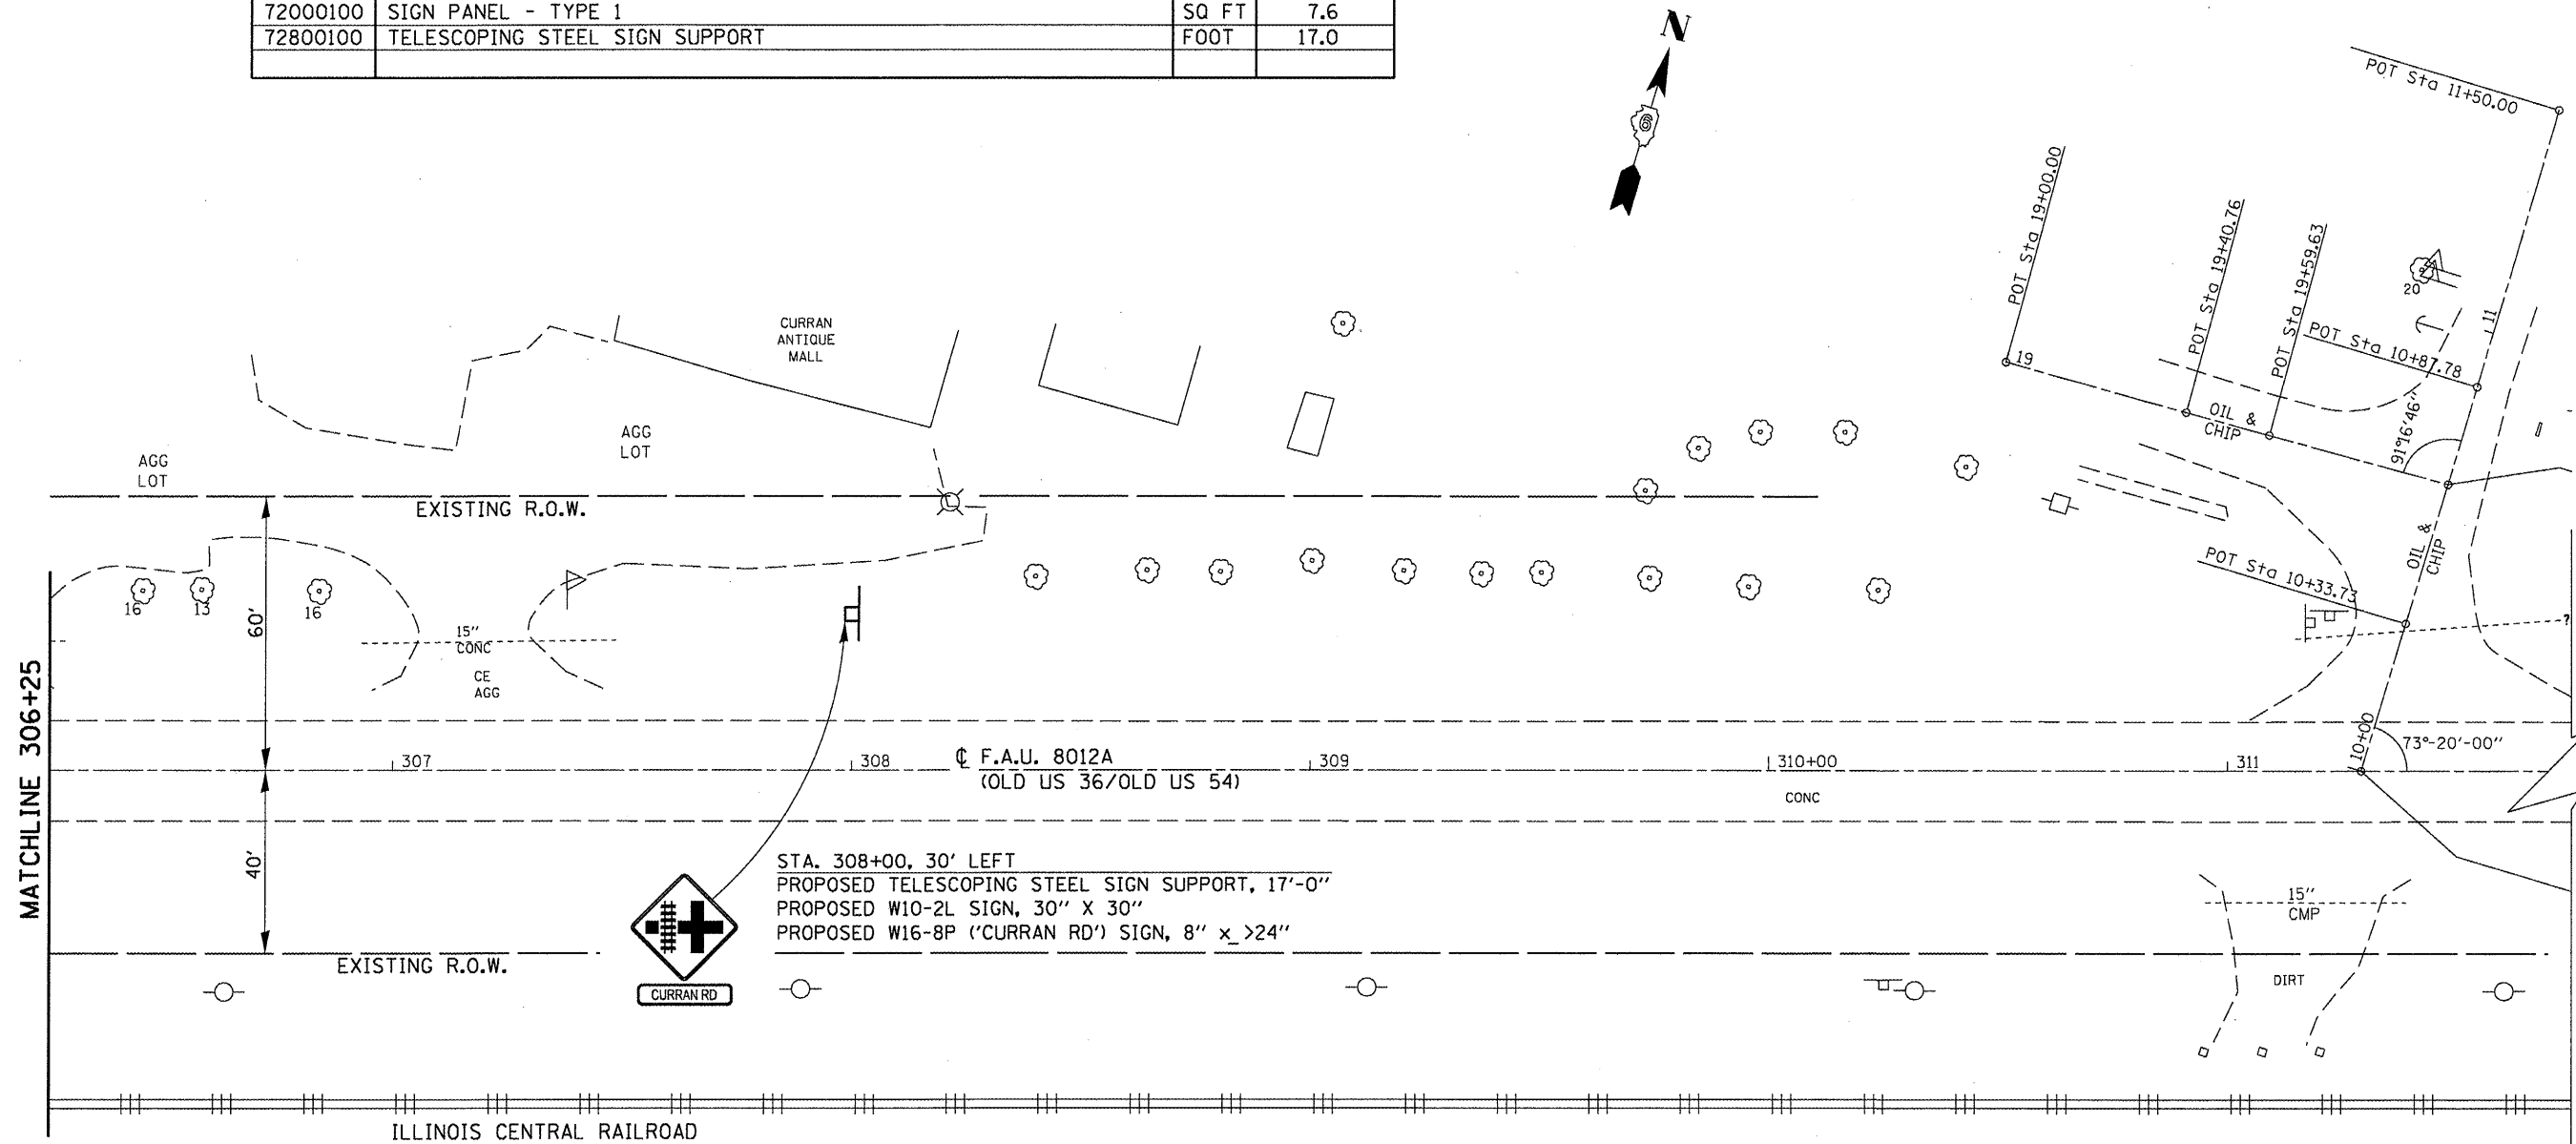 72000100 SIGN PANEL - TYPE 1 SQ FT 7.6
72800100 TELESCOPING STEEL SIGN SUPPORT FOOT 17.0
N
6
POT Sta 11+50.00
POT Sta 19+00.00
POT Sta 19+40.76
POT Sta 19+59.63
20
11
POT Sta 10+87.78
19
OIL &
CHIP
91°16'46"
CURRAN
ANTIQUE
MALL
AGG
LOT
AGG
LOT
EXISTING R.O.W.
OIL &
CHIP
POT Sta 10+33.73
?
16
13
16
60'
15"
CONC
CE
AGG
MATCHLINE 306+25
307
308
℄ F.A.U. 8012A
(OLD US 36/OLD US 54)
309
310+00
311
10+00
73°-20'-00"
CONC
40'
STA. 308+00, 30' LEFT
PROPOSED TELESCOPING STEEL SIGN SUPPORT, 17'-0"
PROPOSED W10-2L SIGN, 30" X 30"
PROPOSED W16-8P ('CURRAN RD') SIGN, 8" x_>24"
15"
CMP
EXISTING R.O.W.
CURRAN RD
DIRT
ILLINOIS CENTRAL RAILROAD